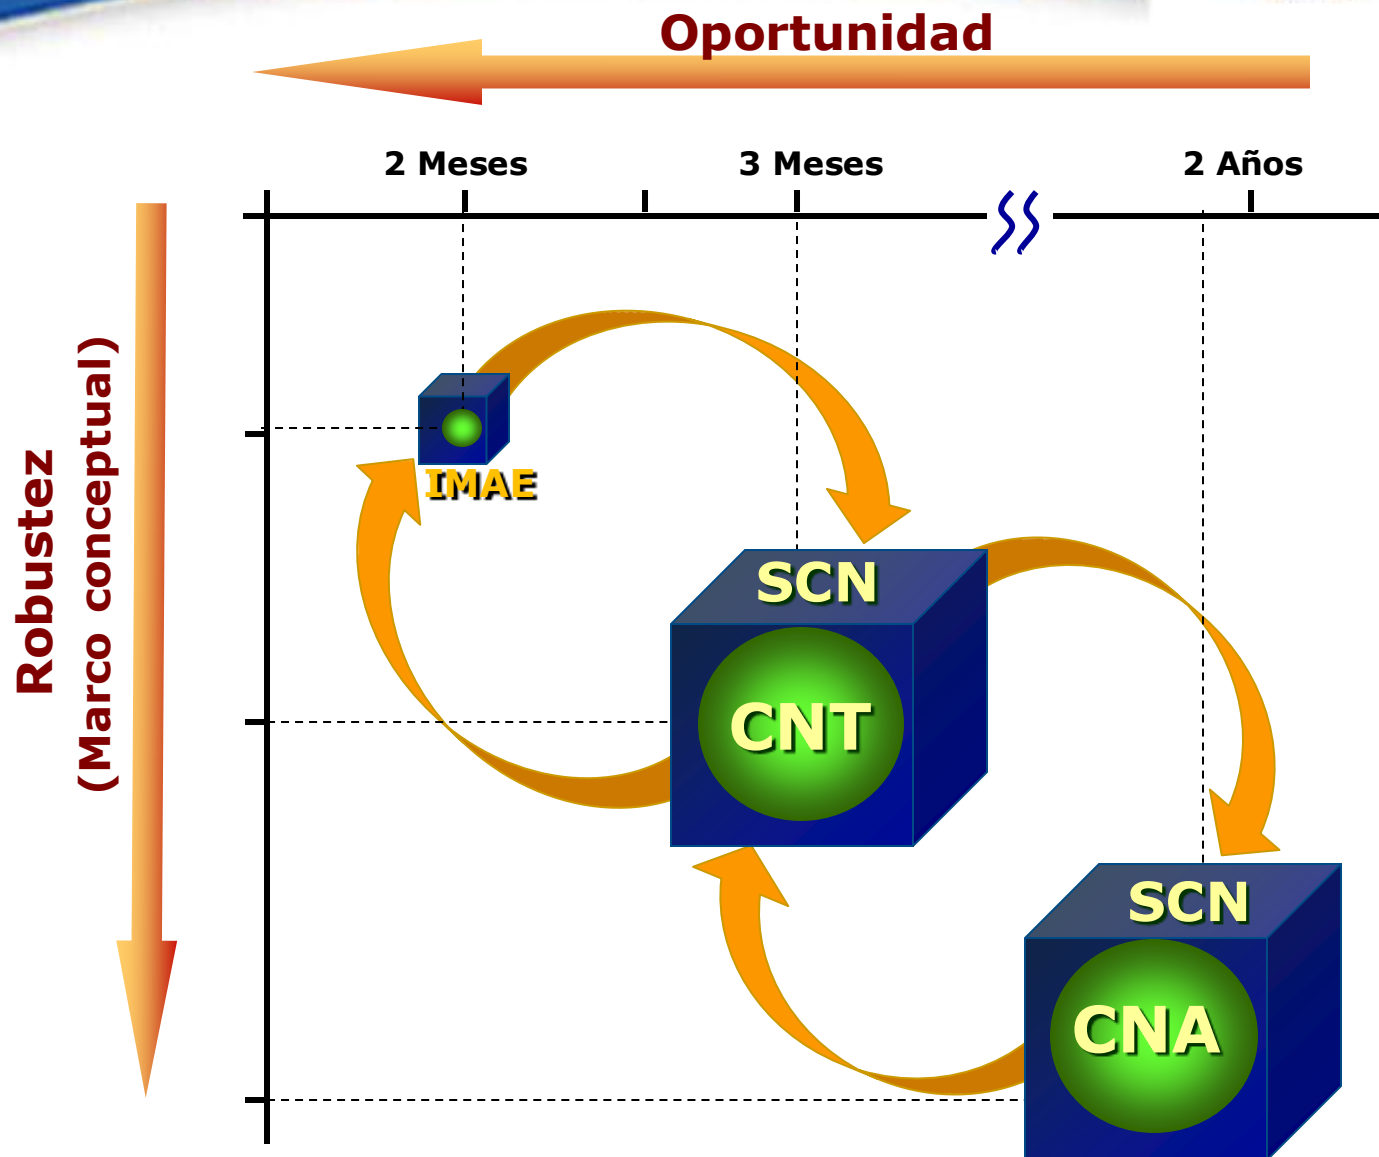 Oportunidad
2 Meses
3 Meses
2 Años
Robustez
(Marco conceptual)
IMAE
SCN
CNT
SCN
CNA